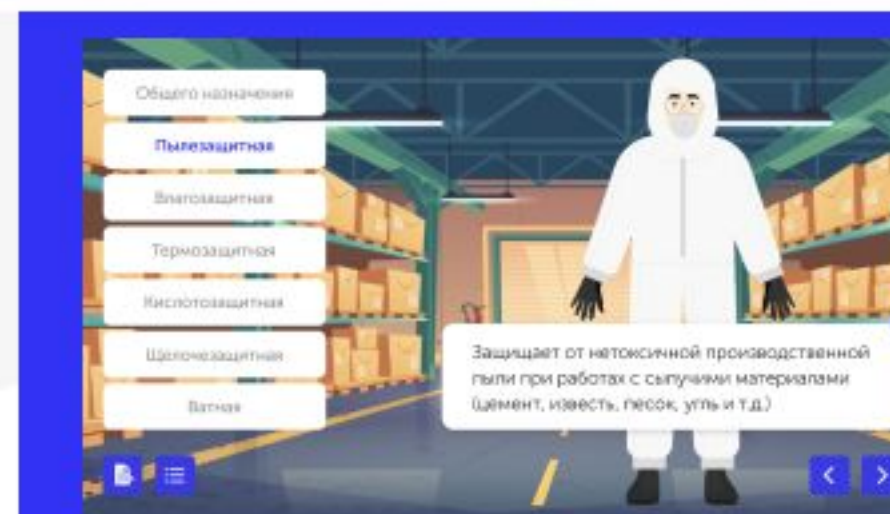 Общего назначения
Пылезащитная
Влагозащитная
Термозащитная
Кислотозащитная
Щелочезащитная
Ватная
Защищает от нетоксичной производственной
пыли при работах с сыпучими материалами
(цемент, известь, песок, угль и т.д.)